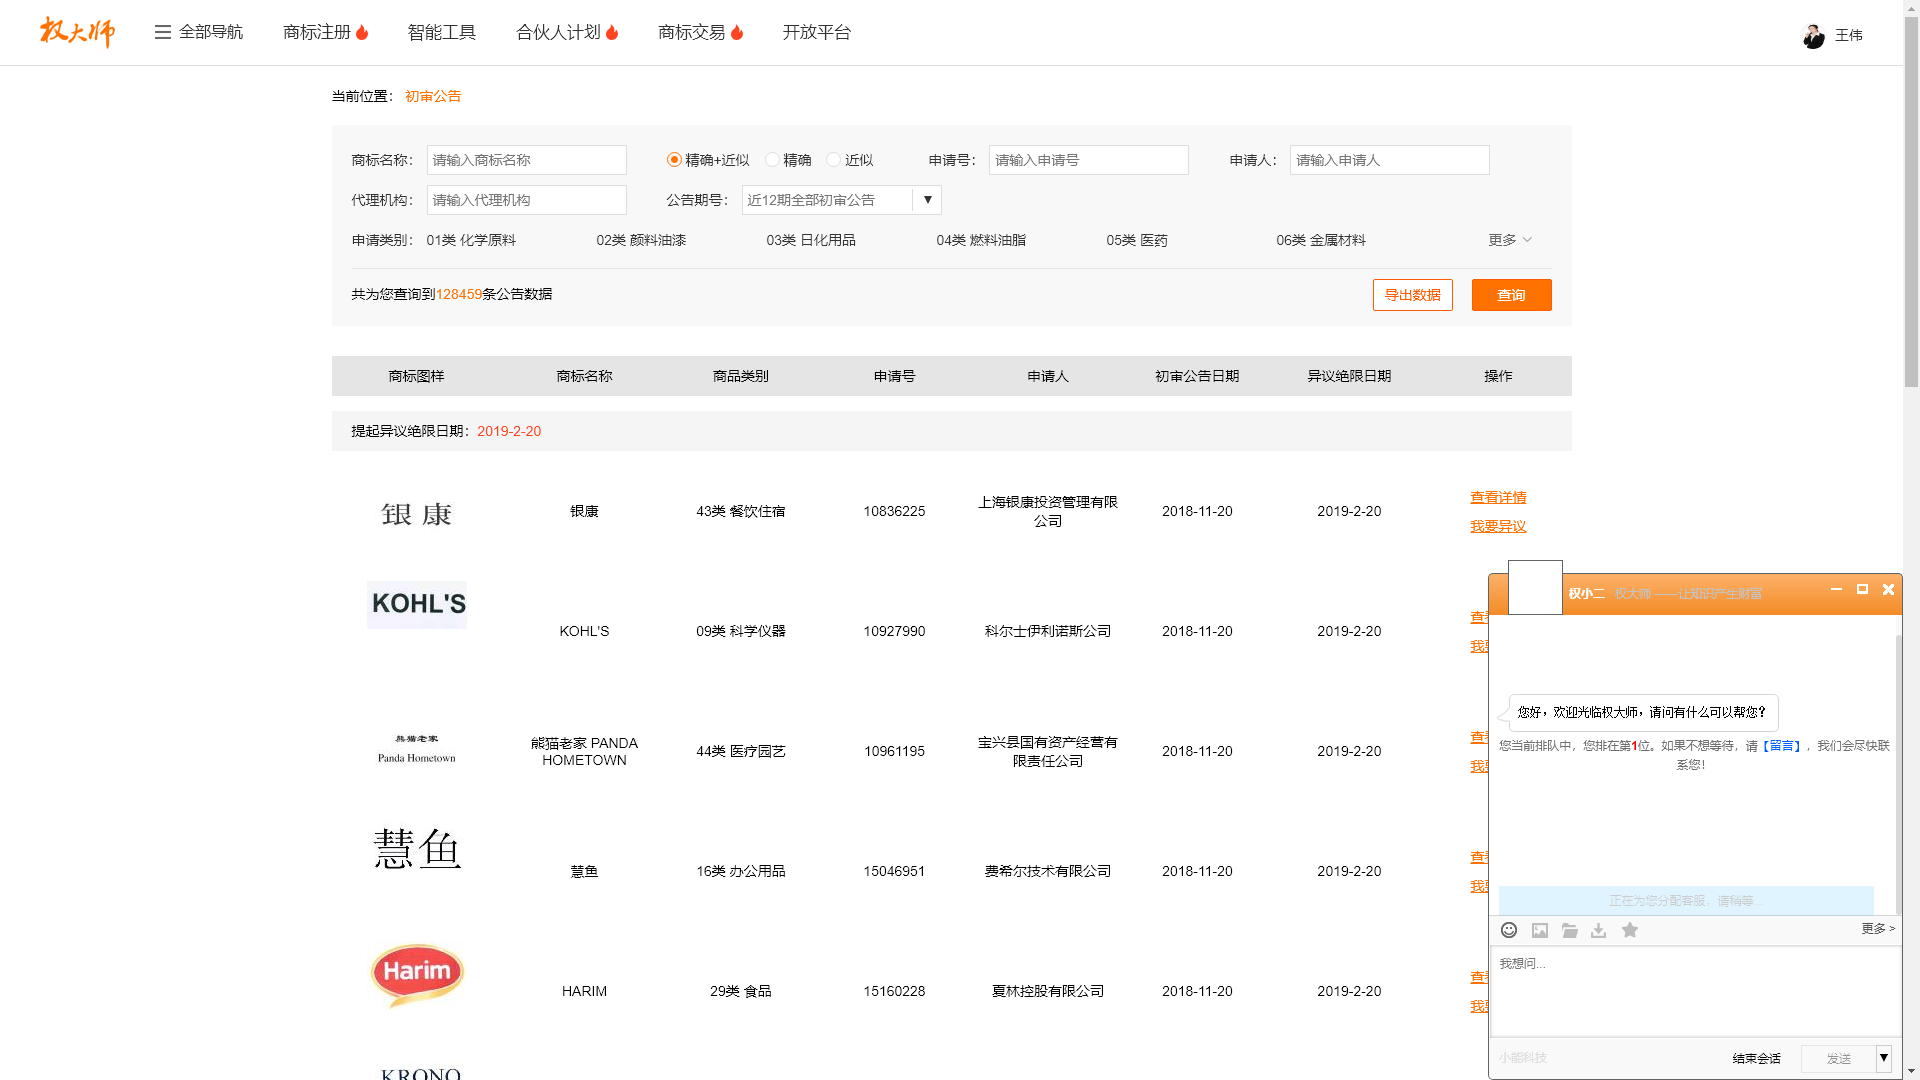 权大师 全部导航 商标注册 智能工具 合伙人计划 商标交易 开放平台 王伟
当前位置： 初审公告
商标名称： 请输入商标名称 精确+近似 精确 近似 申请号： 请输入申请号 申请人： 请输入申请人
代理机构： 请输入代理机构 公告期号： 近12期全部初审公告 ▼
申请类别： 01类 化学原料 02类 颜料油漆 03类 日化用品 04类 燃料油脂 05类 医药 06类 金属材料 更多
共为您查询到128459条公告数据 导出数据 查询
商标图样 商标名称 商品类别 申请号 申请人 初审公告日期 异议绝限日期 操作
提起异议绝限日期：2019-2-20
银 康 银康 43类 餐饮住宿 10836225 上海银康投资管理有限
公司 2018-11-20 2019-2-20 查看详情
我要异议
KOHL'S KOHL'S 09类 科学仪器 10927990 科尔士伊利诺斯公司 2018-11-20 2019-2-20 查
我
熊猫老家
Panda Hometown 熊猫老家 PANDA
HOMETOWN 44类 医疗园艺 10961195 宝兴县国有资产经营有
限责任公司 2018-11-20 2019-2-20 查
我
慧鱼 慧鱼 16类 办公用品 15046951 费希尔技术有限公司 2018-11-20 2019-2-20 查
我
Harim HARIM 29类 食品 15160228 夏林控股有限公司 2018-11-20 2019-2-20 查
我
KRONO
权小二 权大师 ——让知识产生财富
您好，欢迎光临权大师，请问有什么可以帮您？
您当前排队中，您排在第1位。如果不想等待，请【留言】，我们会尽快联
系您！
正在为您分配客服，请稍等...
更多 >
我想问...
小能科技 结束会话 发送 ▼